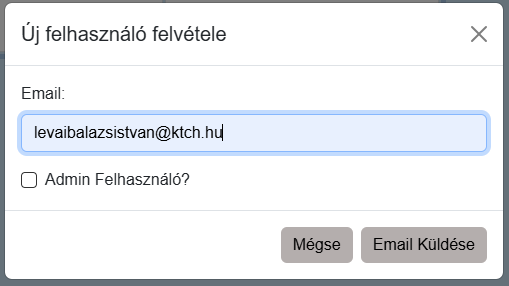 Új felhasználó felvétele
Email:
levaibalazsistvan@ktch.hu
Admin Felhasználó?
Mégse
Email Küldése